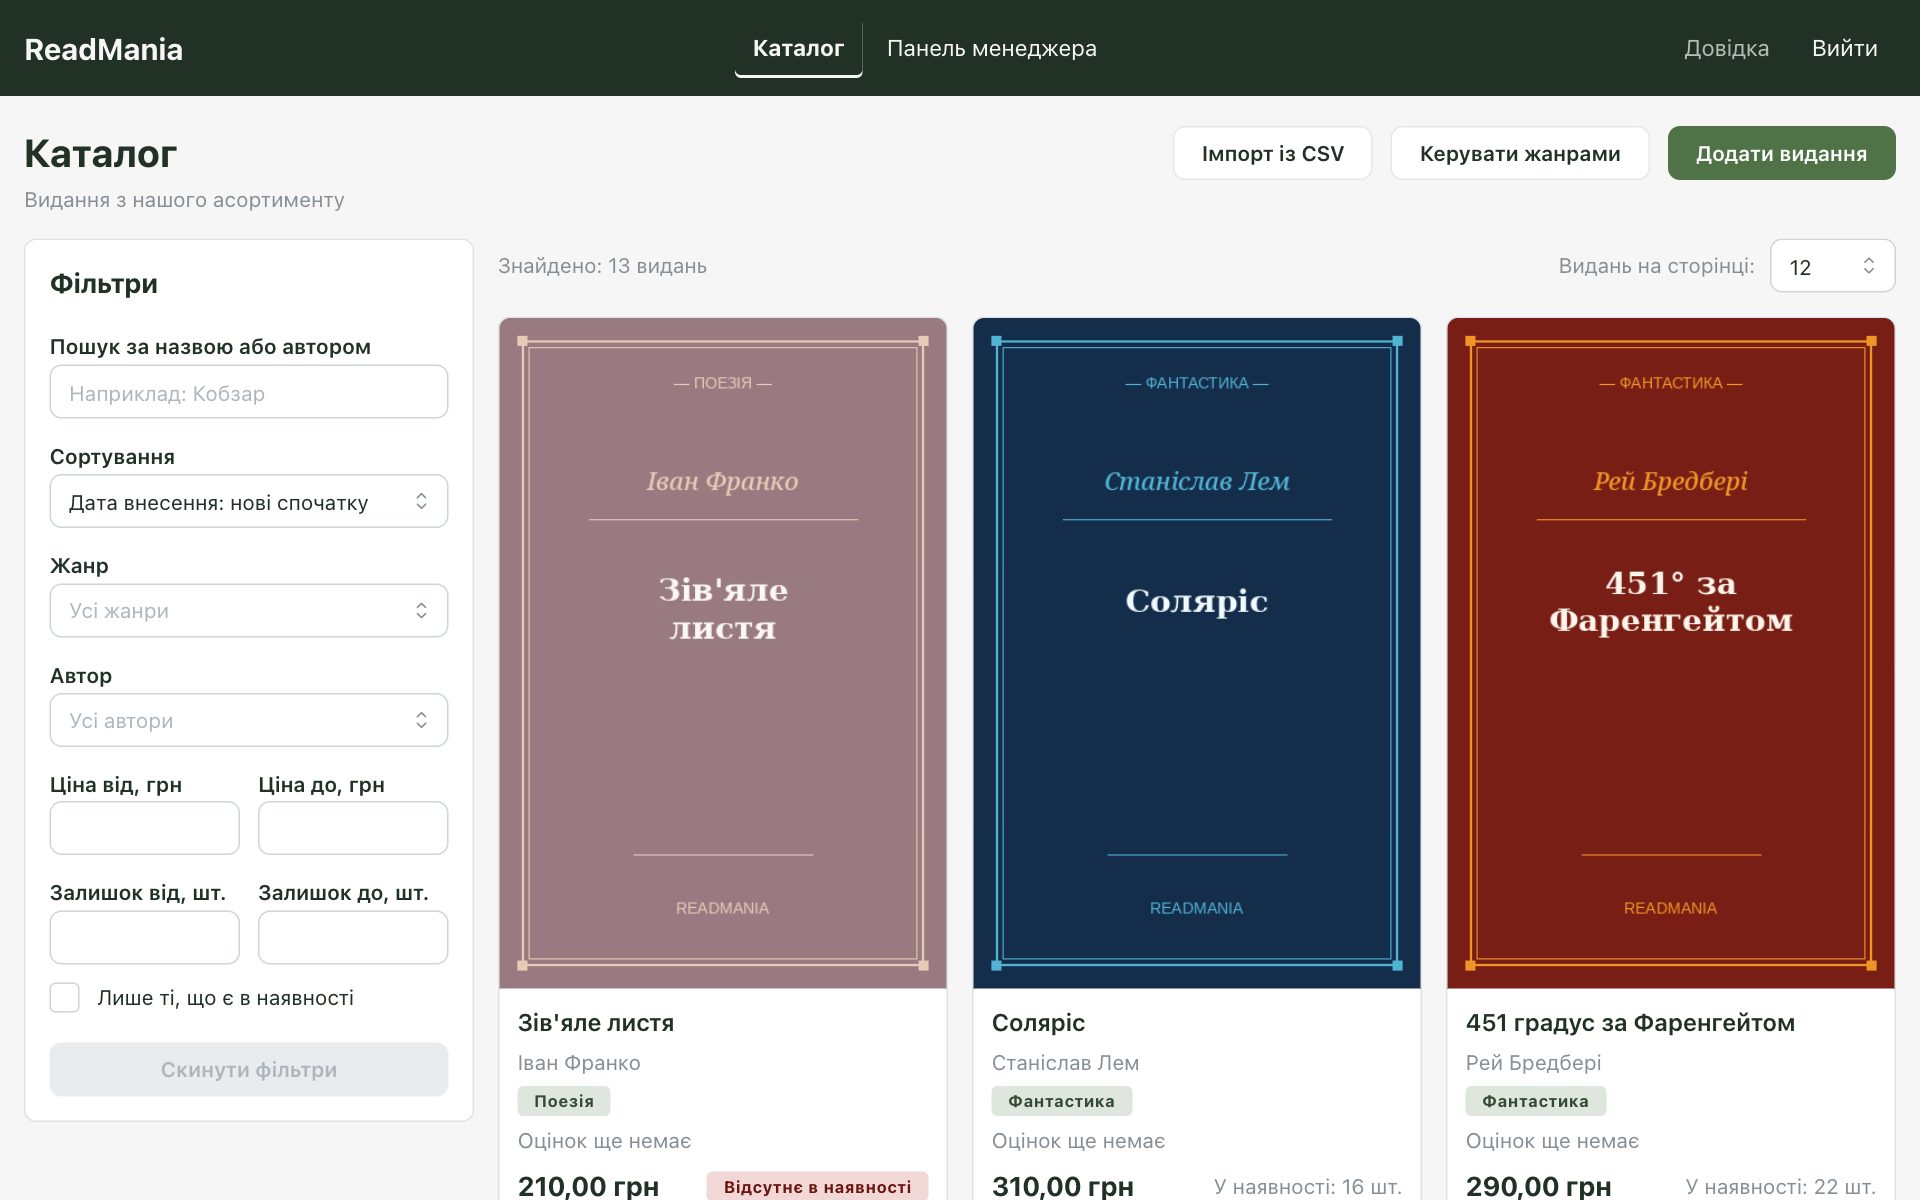 ReadMania
Каталог
Панель менеджера
Довідка
Вийти
Каталог
Видання з нашого асортименту
Імпорт із CSV
Керувати жанрами
Додати видання
Фільтри
Пошук за назвою або автором
Наприклад: Кобзар
Сортування
Дата внесення: нові спочатку
Жанр
Усі жанри
Автор
Усі автори
Ціна від, грн
Ціна до, грн
Залишок від, шт.
Залишок до, шт.
Лише ті, що є в наявності
Скинути фільтри
Знайдено: 13 видань
Видань на сторінці:
12
— ПОЕЗІЯ —
Іван Франко
Зів'яле
листя
READMANIA
Зів'яле листя
Іван Франко
Поезія
Оцінок ще немає
210,00 грн
Відсутнє в наявності
— ФАНТАСТИКА —
Станіслав Лем
Соляріс
READMANIA
Соляріс
Станіслав Лем
Фантастика
Оцінок ще немає
310,00 грн
У наявності: 16 шт.
— ФАНТАСТИКА —
Рей Бредбері
451° за
Фаренгейтом
READMANIA
451 градус за Фаренгейтом
Рей Бредбері
Фантастика
Оцінок ще немає
290,00 грн
У наявності: 22 шт.